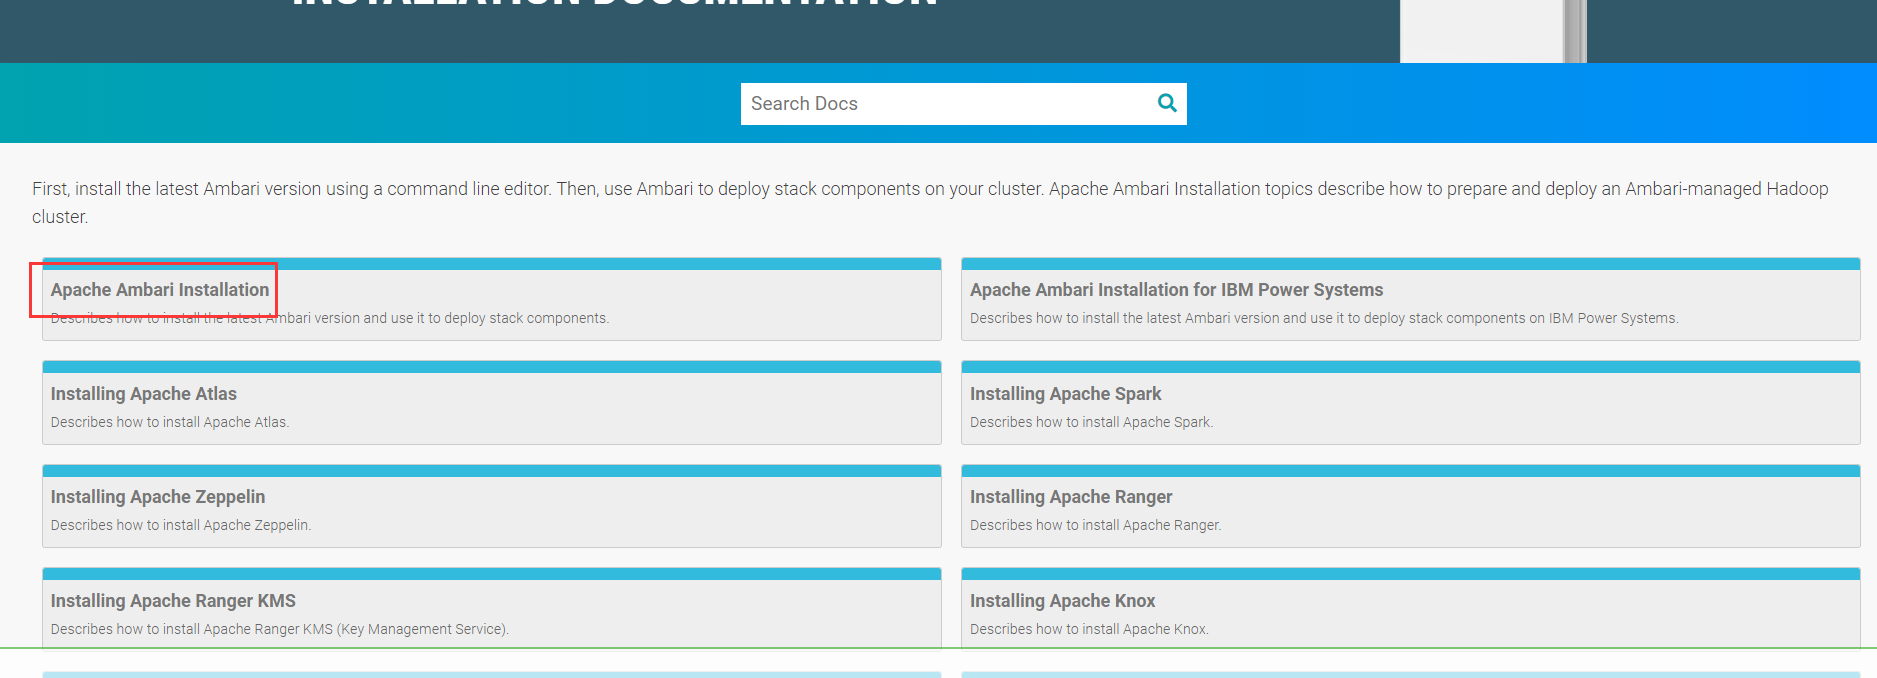 INSTALLATION DOCUMENTATION
Search Docs
First, install the latest Ambari version using a command line editor. Then, use Ambari to deploy stack components on your cluster. Apache Ambari Installation topics describe how to prepare and deploy an Ambari-managed Hadoop
cluster.
Apache Ambari Installation
Describes how to install the latest Ambari version and use it to deploy stack components.
Apache Ambari Installation for IBM Power Systems
Describes how to install the latest Ambari version and use it to deploy stack components on IBM Power Systems.
Installing Apache Atlas
Describes how to install Apache Atlas.
Installing Apache Spark
Describes how to install Apache Spark.
Installing Apache Zeppelin
Describes how to install Apache Zeppelin.
Installing Apache Ranger
Describes how to install Apache Ranger.
Installing Apache Ranger KMS
Describes how to install Apache Ranger KMS (Key Management Service).
Installing Apache Knox
Describes how to install Apache Knox.